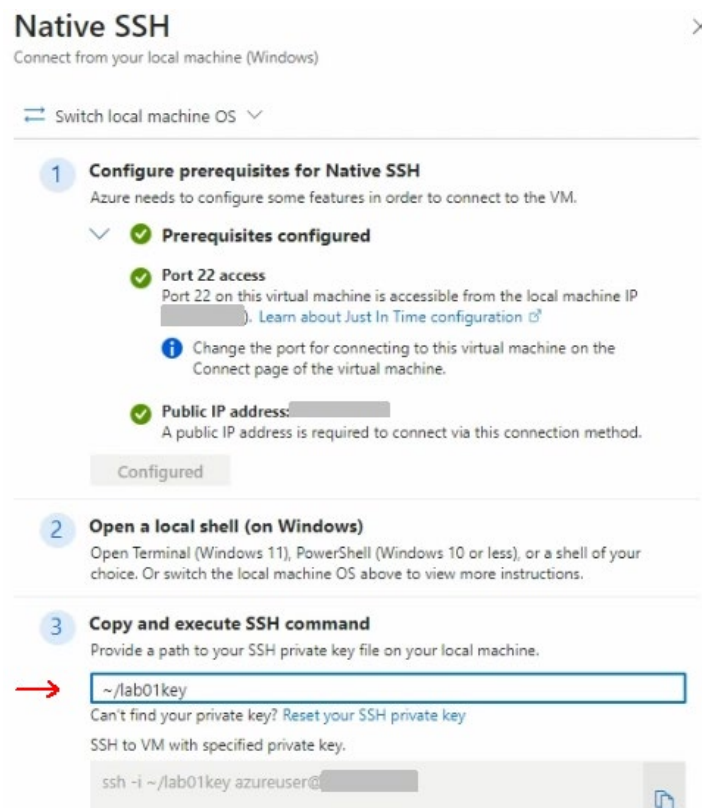 Native SSH
Connect from your local machine (Windows)
Switch local machine OS
1 Configure prerequisites for Native SSH
Azure needs to configure some features in order to connect to the VM.
Prerequisites configured
Port 22 access
Port 22 on this virtual machine is accessible from the local machine IP
). Learn about Just In Time configuration
Change the port for connecting to this virtual machine on the
Connect page of the virtual machine.
Public IP address:
A public IP address is required to connect via this connection method.
Configured
2 Open a local shell (on Windows)
Open Terminal (Windows 11), PowerShell (Windows 10 or less), or a shell of your
choice. Or switch the local machine OS above to view more instructions.
3 Copy and execute SSH command
Provide a path to your SSH private key file on your local machine.
~/lab01key
Can't find your private key? Reset your SSH private key
SSH to VM with specified private key.
ssh -i ~/lab01key azureuser@